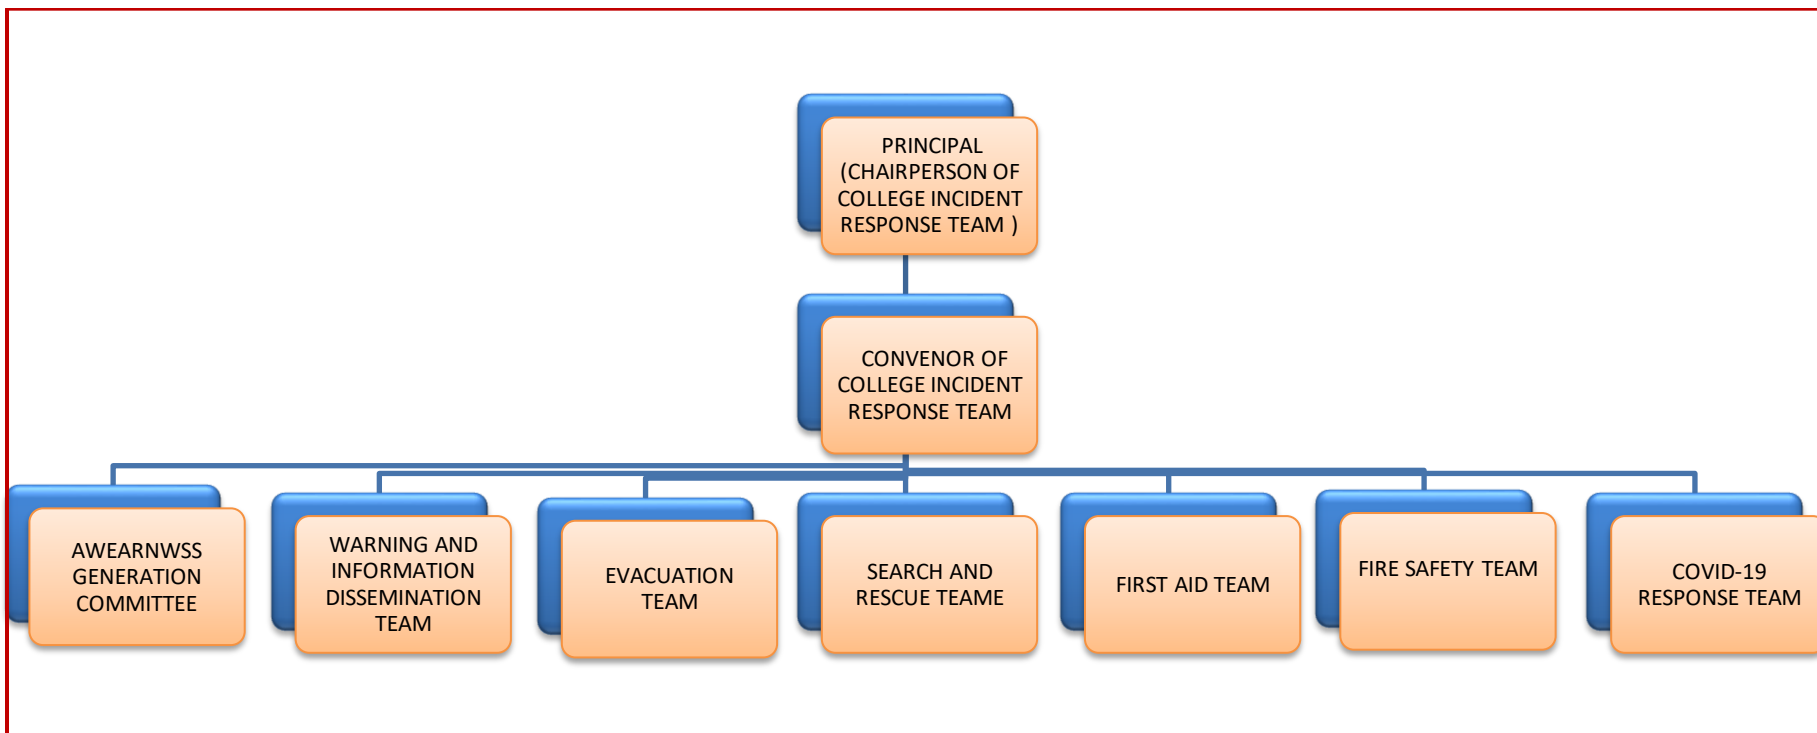 PRINCIPAL
(CHAIRPERSON OF
COLLEGE INCIDENT
RESPONSE TEAM )
CONVENOR OF
COLLEGE INCIDENT
RESPONSE TEAM
AWEARNWSS
GENERATION
COMMITTEE
WARNING AND
INFORMATION
DISSEMINATION
TEAM
EVACUATION
TEAM
SEARCH AND
RESCUE TEAME
FIRST AID TEAM
FIRE SAFETY TEAM
COVID-19
RESPONSE TEAM